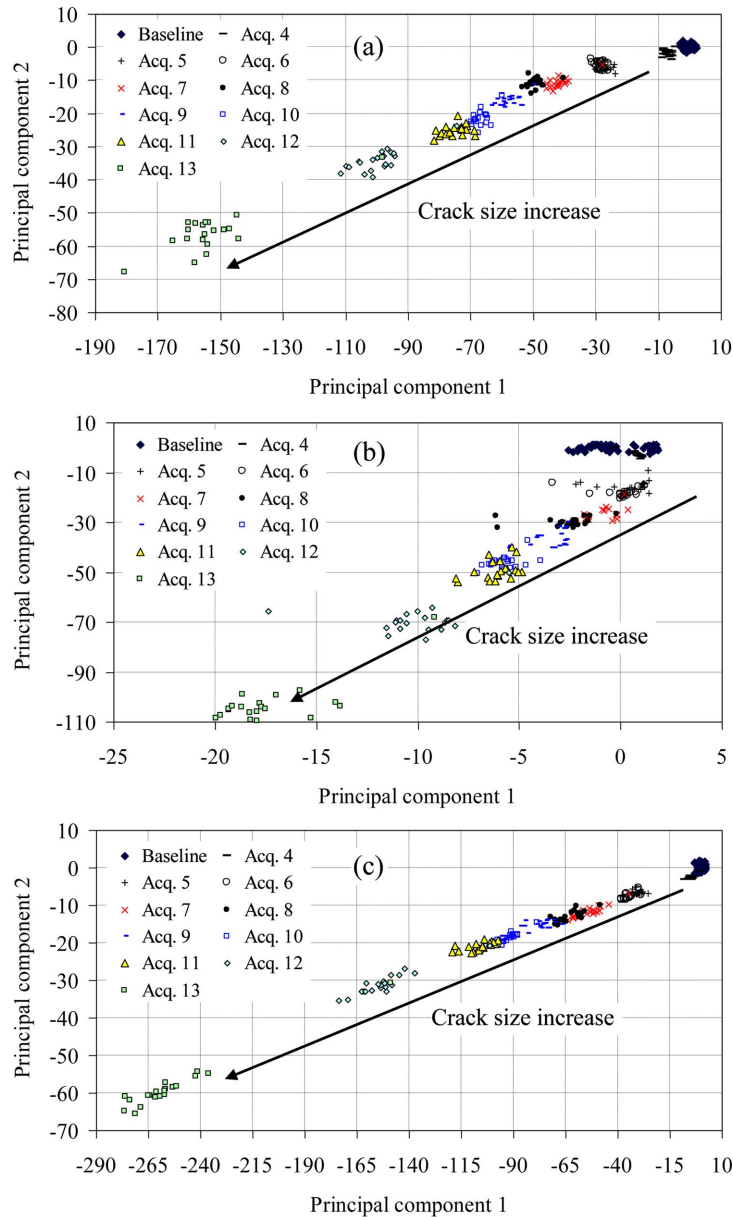 10
0
-10
-20
-30
-40
-50
-60
-70
-80
Principal component 2
Baseline
Acq. 4
Acq. 5
Acq. 6
Acq. 7
Acq. 8
Acq. 9
Acq. 10
Acq. 11
Acq. 12
Acq. 13
(a)
Crack size increase
-190 -170 -150 -130 -110 -90 -70 -50 -30 -10 10
Principal component 1
10
-10
-30
-50
-70
-90
-110
Principal component 2
Baseline
Acq. 4
Acq. 5
Acq. 6
Acq. 7
Acq. 8
Acq. 9
Acq. 10
Acq. 11
Acq. 12
Acq. 13
(b)
Crack size increase
-25 -20 -15 -10 -5 0 5
Principal component 1
10
0
-10
-20
-30
-40
-50
-60
-70
Principal component 2
Baseline
Acq. 4
Acq. 5
Acq. 6
Acq. 7
Acq. 8
Acq. 9
Acq. 10
Acq. 11
Acq. 12
Acq. 13
(c)
Crack size increase
-290 -265 -240 -215 -190 -165 -140 -115 -90 -65 -40 -15 10
Principal component 1